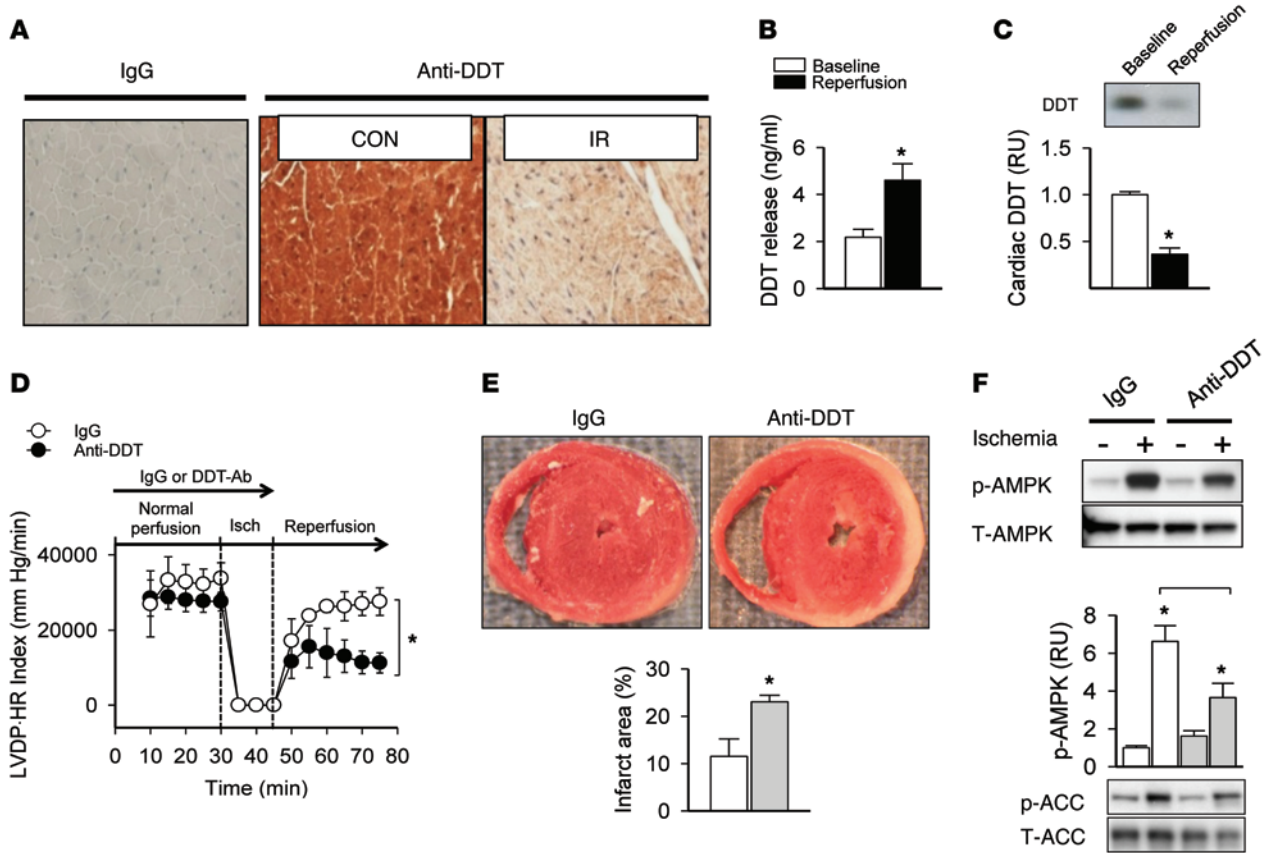 A
IgG
Anti-DDT
CON
IR
B
Baseline
Reperfusion
DDT release (ng/ml)
6
4
2
0
*
C
Baseline
Reperfusion
DDT
Cardiac DDT (RU)
1.5
1.0
0.5
*
D
IgG
Anti-DDT
IgG or DDT-Ab
Normal
perfusion
Isch
Reperfusion
LVDP·HR Index (mm Hg/min)
40000
20000
0
*
0 10 20 30 40 50 60 70 80
Time (min)
E
IgG
Anti-DDT
Infarct area (%)
30
20
10
0
*
F
IgG
Anti-DDT
Ischemia - + - +
p-AMPK
T-AMPK
p-AMPK (RU)
8
6
4
2
0
*
*
p-ACC
T-ACC